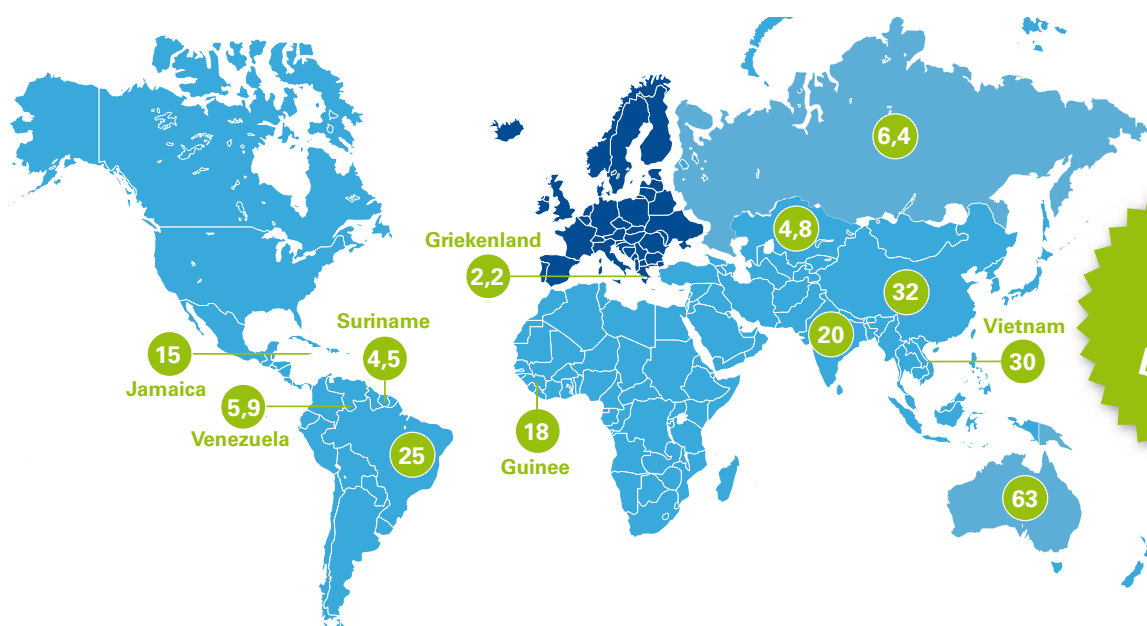 6,4
4,8
Griekenland
2,2
32
Suriname
20
Vietnam
15
4,5
30
Jamaica
5,9
Venezuela
18
25
Guinee
63